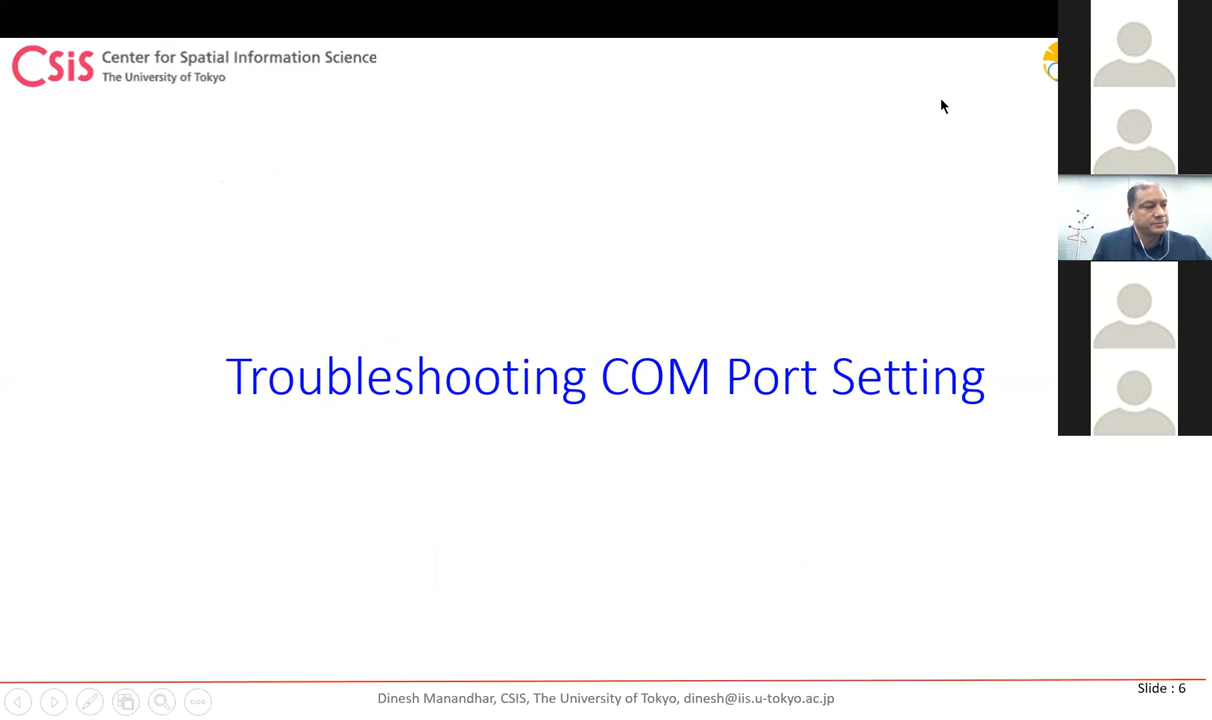 CSiS Center for Spatial Information Science
The University of Tokyo
Troubleshooting COM Port Setting
Dinesh Manandhar, CSIS, The University of Tokyo, dinesh@iis.u-tokyo.ac.jp
Slide : 6